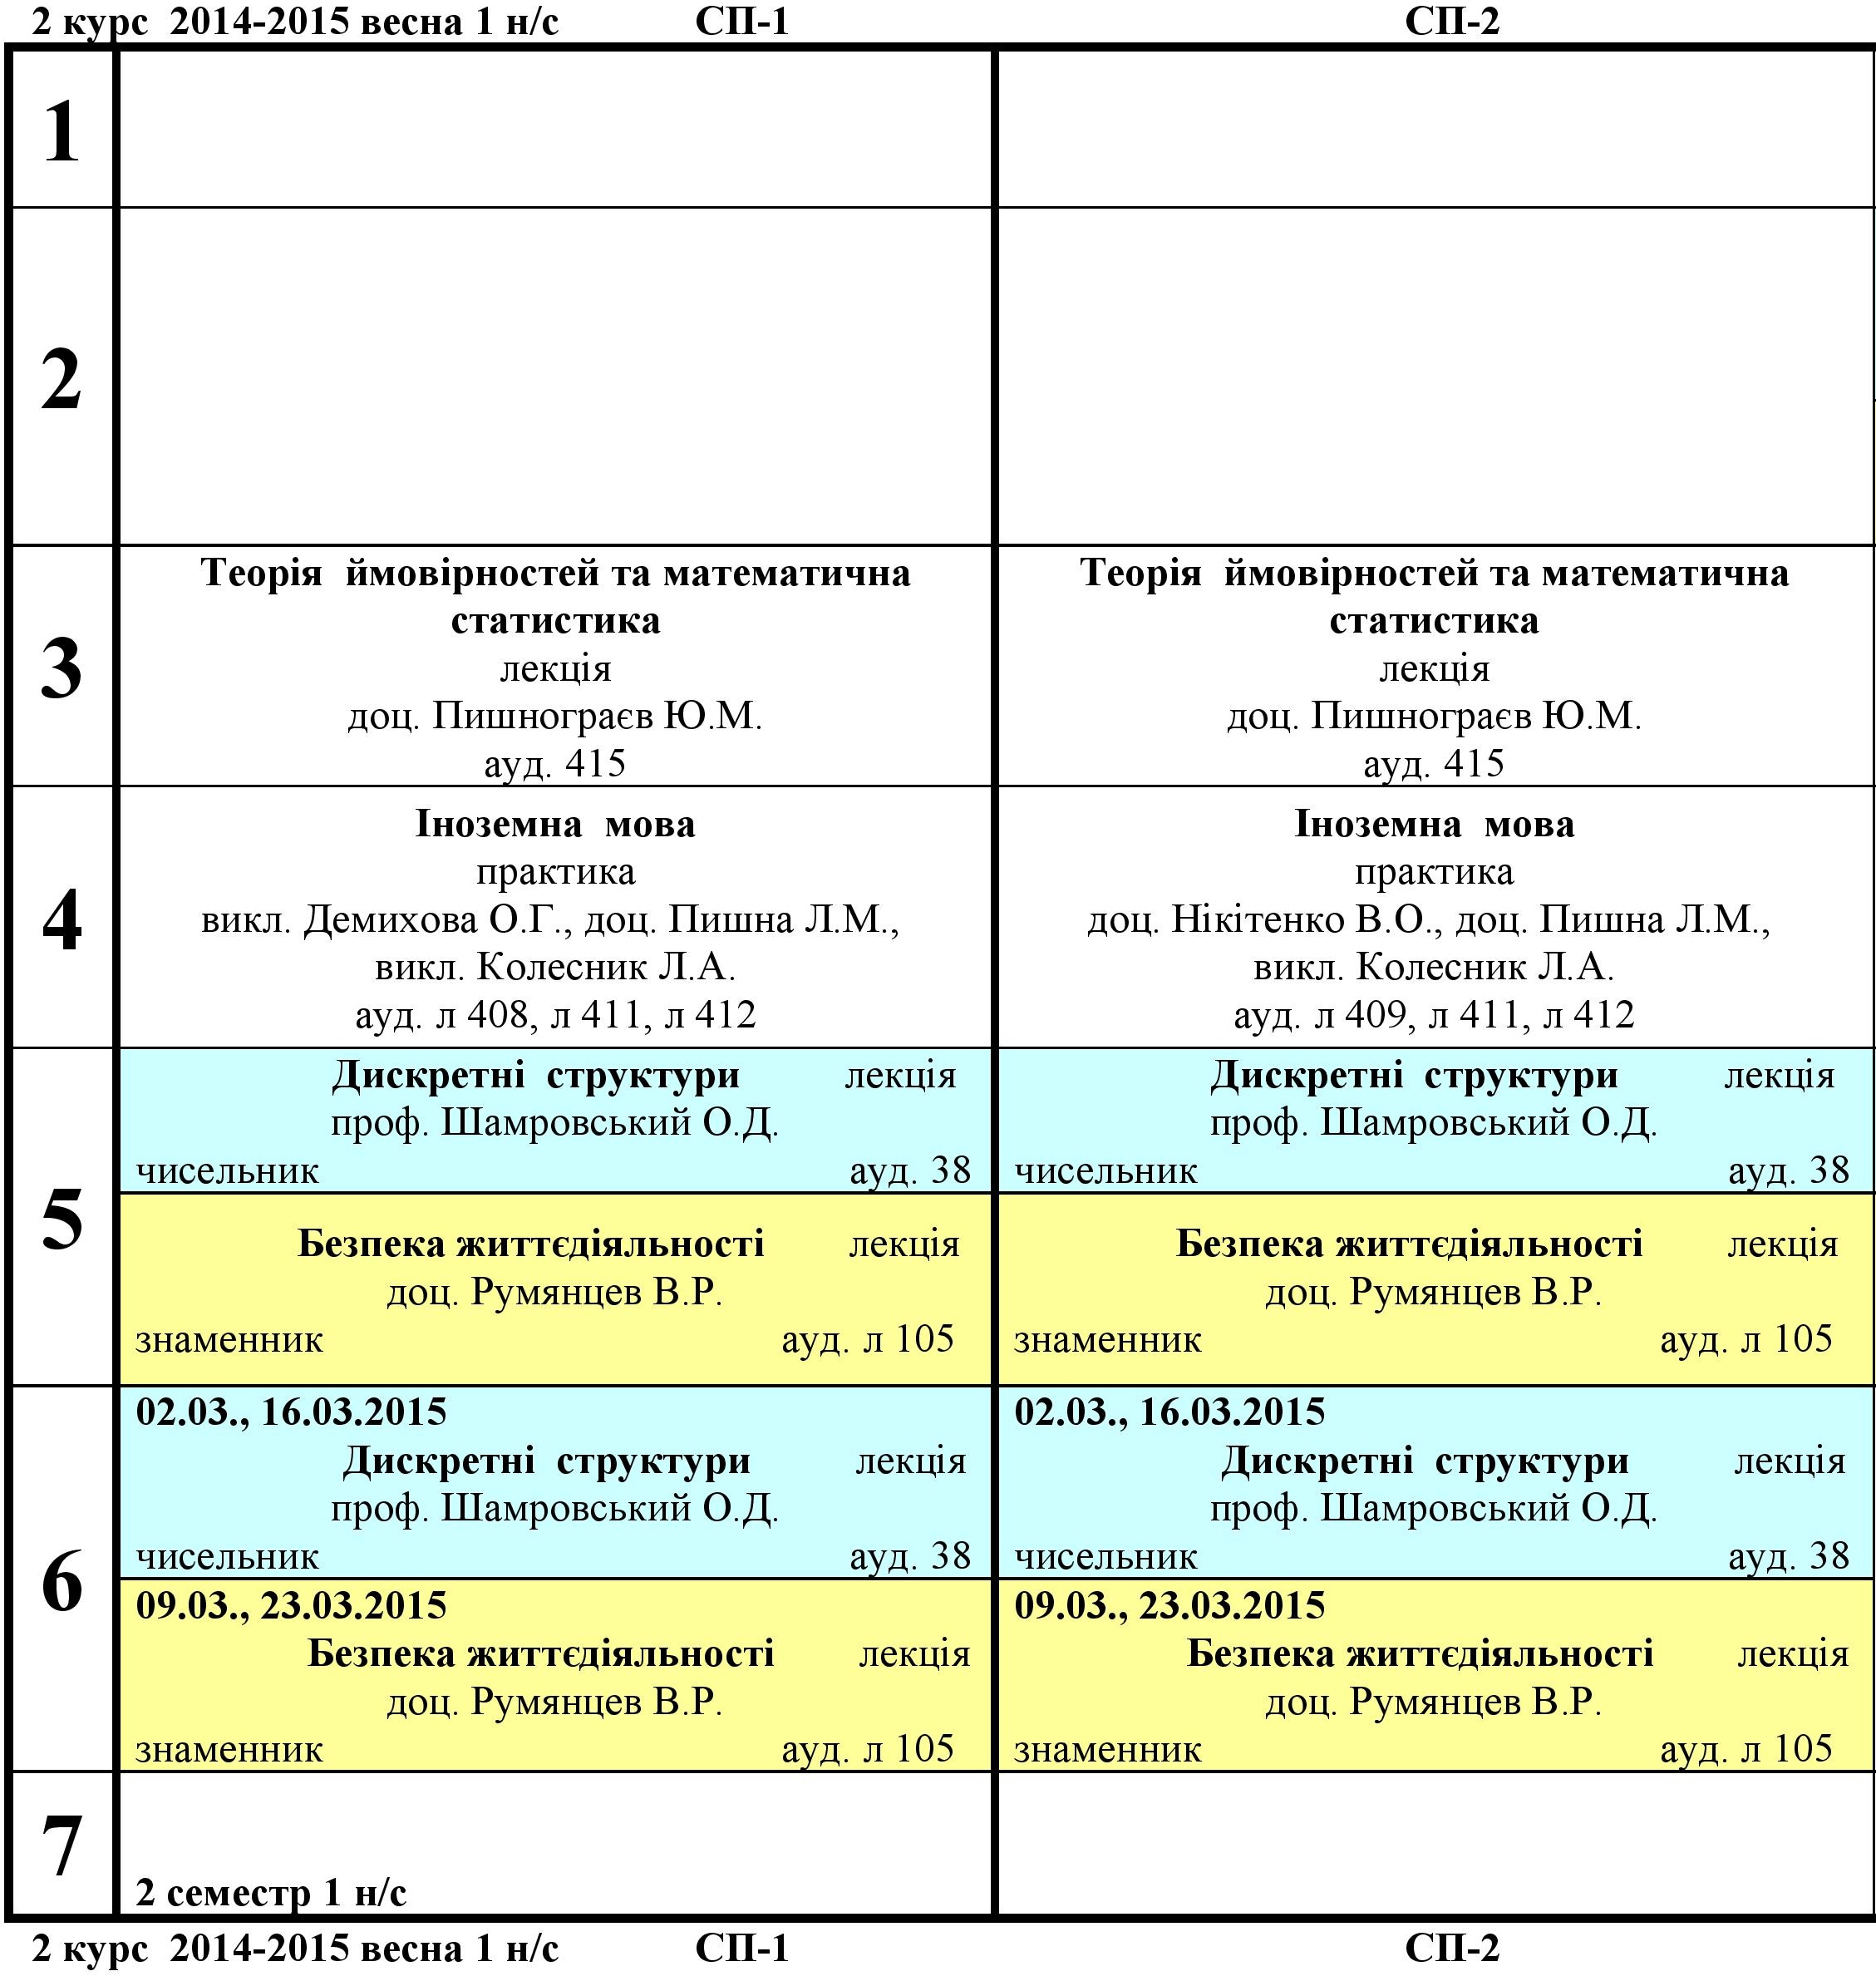 2 курс 2014-2015 весна 1 н/с СП-1 СП-2
1
2
3
Теорія ймовірностей та математична
статистика
лекція
доц. Пишнограєв Ю.М.
ауд. 415
Теорія ймовірностей та математична
статистика
лекція
доц. Пишнограєв Ю.М.
ауд. 415
4
Іноземна мова
практика
викл. Демихова О.Г., доц. Пишна Л.М.,
викл. Колесник Л.А.
ауд. л 408, л 411, л 412
Іноземна мова
практика
доц. Нікітенко В.О., доц. Пишна Л.М.,
викл. Колесник Л.А.
ауд. л 409, л 411, л 412
5
Дискретні структури лекція
проф. Шамровський О.Д.
чисельник ауд. 38
Дискретні структури лекція
проф. Шамровський О.Д.
чисельник ауд. 38
Безпека життєдіяльності лекція
доц. Румянцев В.Р.
знаменник ауд. л 105
Безпека життєдіяльності лекція
доц. Румянцев В.Р.
знаменник ауд. л 105
6
02.03., 16.03.2015
Дискретні структури лекція
проф. Шамровський О.Д.
чисельник ауд. 38
02.03., 16.03.2015
Дискретні структури лекція
проф. Шамровський О.Д.
чисельник ауд. 38
09.03., 23.03.2015
Безпека життєдіяльності лекція
доц. Румянцев В.Р.
знаменник ауд. л 105
09.03., 23.03.2015
Безпека життєдіяльності лекція
доц. Румянцев В.Р.
знаменник ауд. л 105
7
2 семестр 1 н/с
2 курс 2014-2015 весна 1 н/с СП-1 СП-2